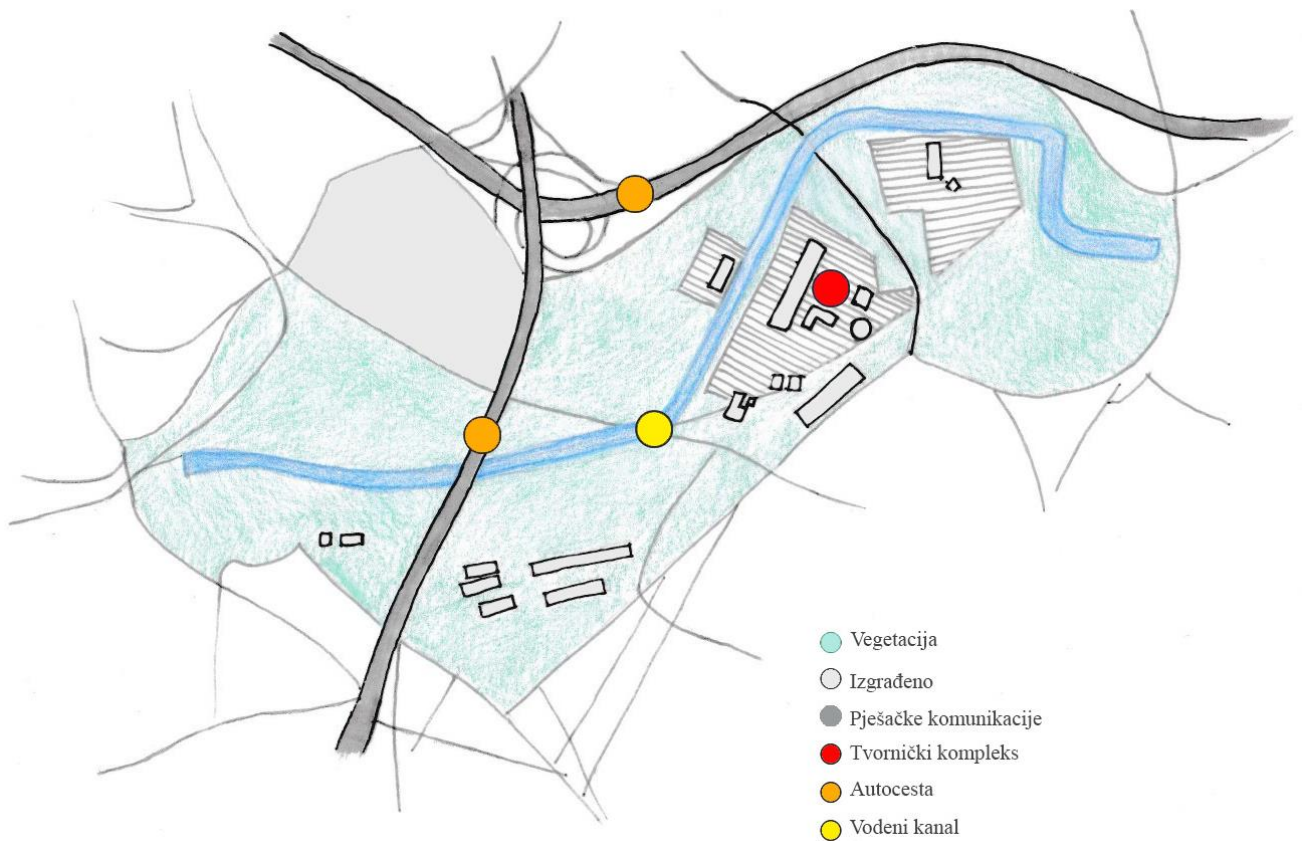 Vegetacija
Izgrađeno
Pješačke komunikacije
Tvornički kompleks
Autocesta
Vodeni kanal